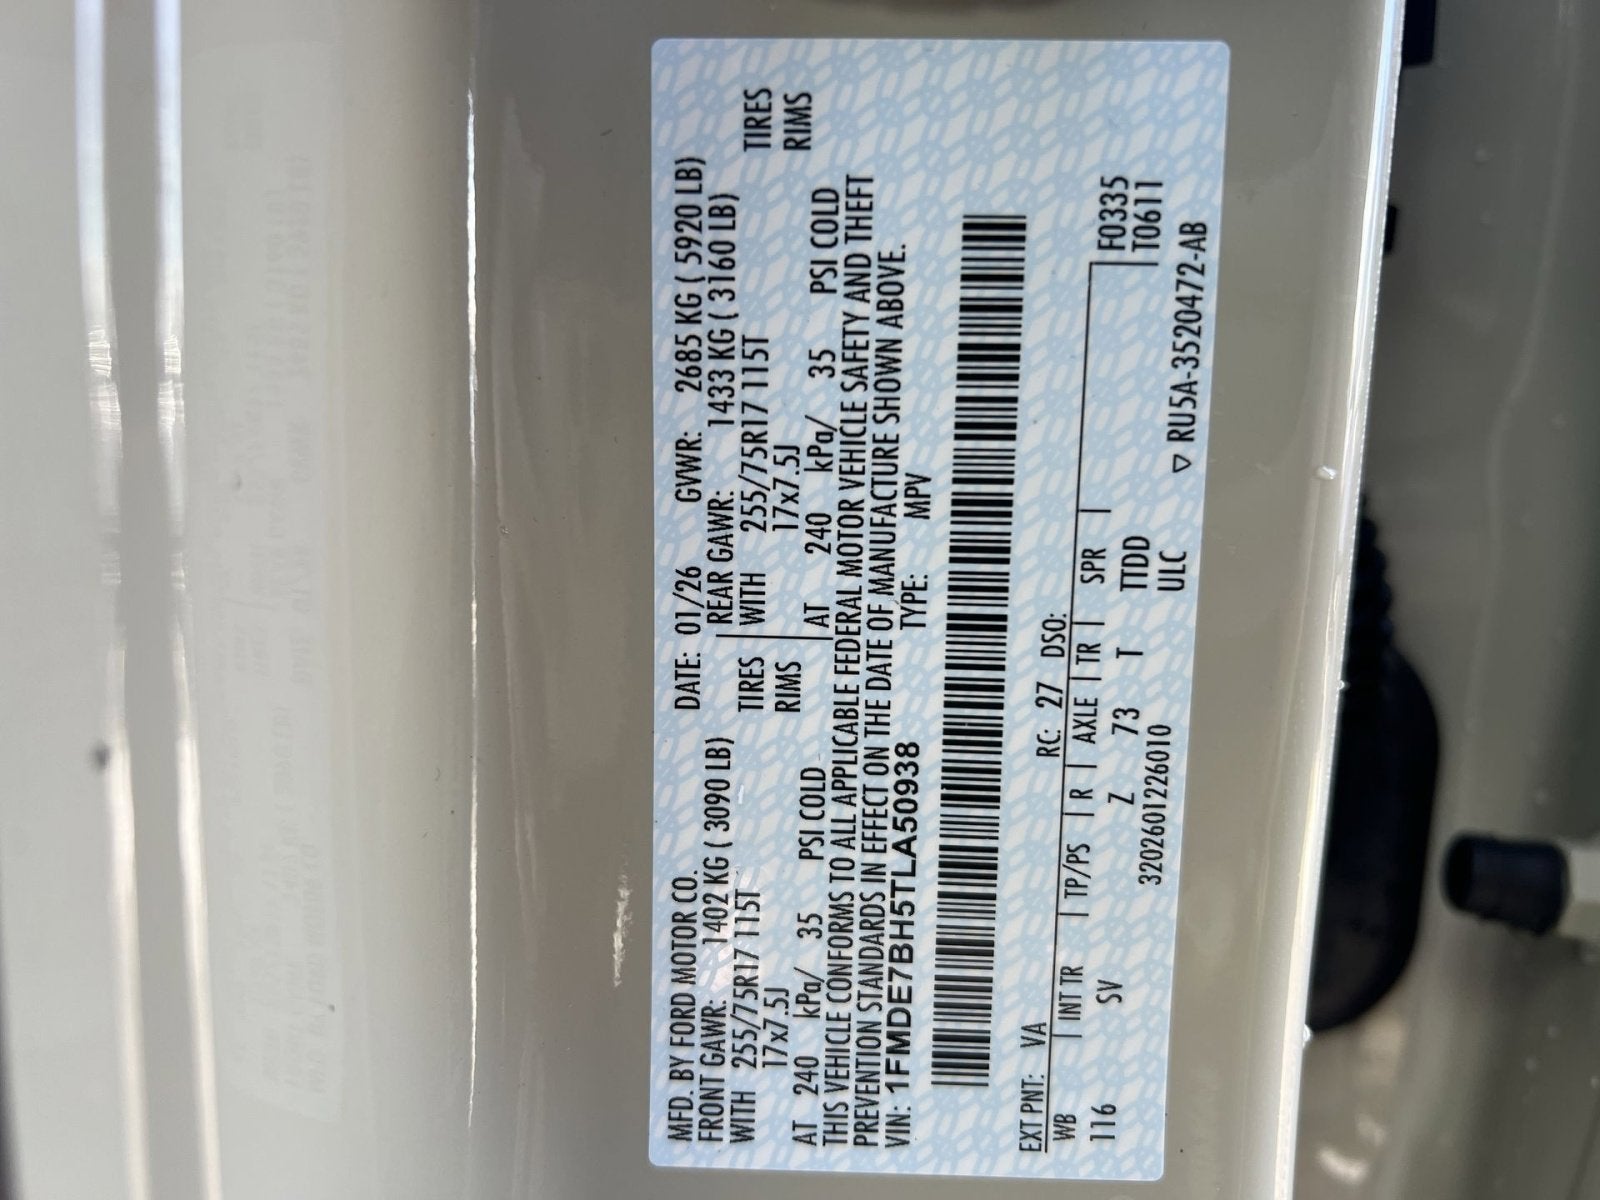 MFD. BY FORD MOTOR CO. DATE: 01/26 GVWR: 2685 KG ( 5920 LB)
FRONT GAWR: 1402 KG ( 3090 LB) REAR GAWR: 1433 KG ( 3160 LB)
WITH 255/75R17 115T TIRES WITH 255/75R17 115T TIRES
17x7.5J RIMS 17x7.5J RIMS
AT 240 kPa/ 35 PSI COLD AT 240 kPa/ 35 PSI COLD
THIS VEHICLE CONFORMS TO ALL APPLICABLE FEDERAL MOTOR VEHICLE SAFETY AND THEFT
PREVENTION STANDARDS IN EFFECT ON THE DATE OF MANUFACTURE SHOWN ABOVE.
VIN: 1FMDE7BH5TLA50938 TYPE: MPV
EXT PNT: VA RC: 27 DSO:
WB INT TR TP/PS R AXLE TR SPR F0335
116 SV Z 73 T TTDD T0611
3202601226010 ULC
▽ RU5A-3520472-AB